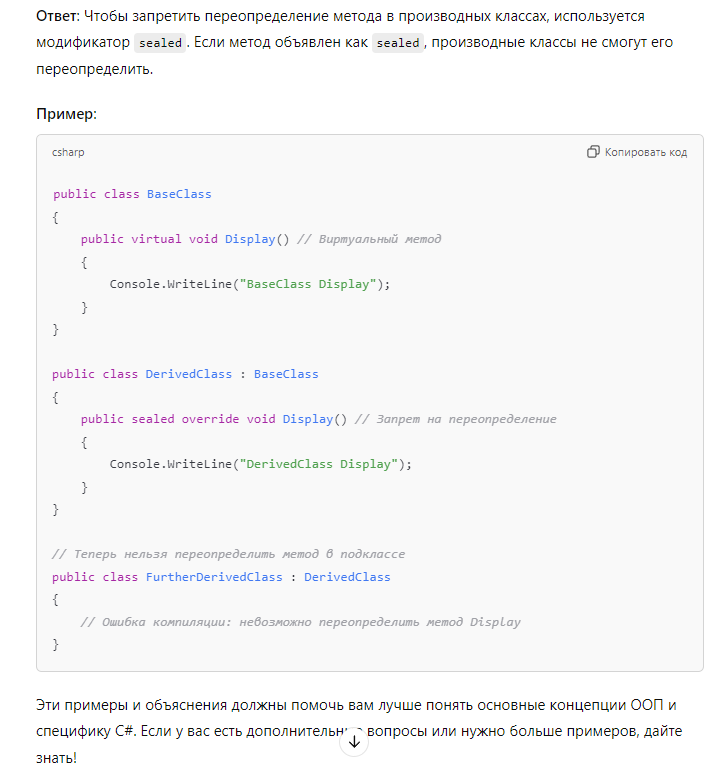 Ответ: Чтобы запретить переопределение метода в производных классах, используется
модификатор sealed. Если метод объявлен как sealed, производные классы не смогут его
переопределить.
Пример:
csharp
Копировать код
public class BaseClass
{
    public virtual void Display() // Виртуальный метод
    {
        Console.WriteLine("BaseClass Display");
    }
}
public class DerivedClass : BaseClass
{
    public sealed override void Display() // Запрет на переопределение
    {
        Console.WriteLine("DerivedClass Display");
    }
}
// Теперь нельзя переопределить метод в подклассе
public class FurtherDerivedClass : DerivedClass
{
    // Ошибка компиляции: невозможно переопределить метод Display
}
Эти примеры и объяснения должны помочь вам лучше понять основные концепции ООП и
специфику C#. Если у вас есть дополнительные вопросы или нужно больше примеров, дайте
знать!